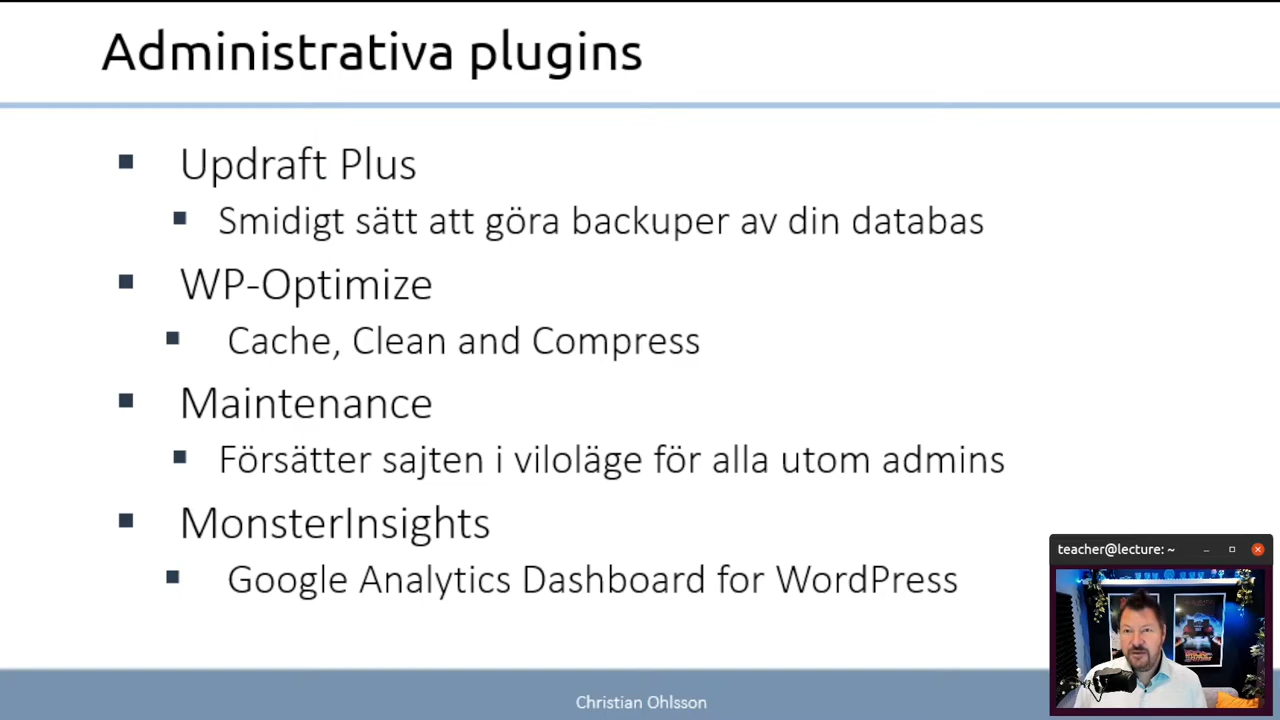 Administrativa plugins
Updraft Plus
Smidigt sätt att göra backuper av din databas
WP-Optimize
Cache, Clean and Compress
Maintenance
Försätter sajten i viloläge för alla utom admins
MonsterInsights
Google Analytics Dashboard for WordPress
teacher@lecture: ~
Christian Ohlsson